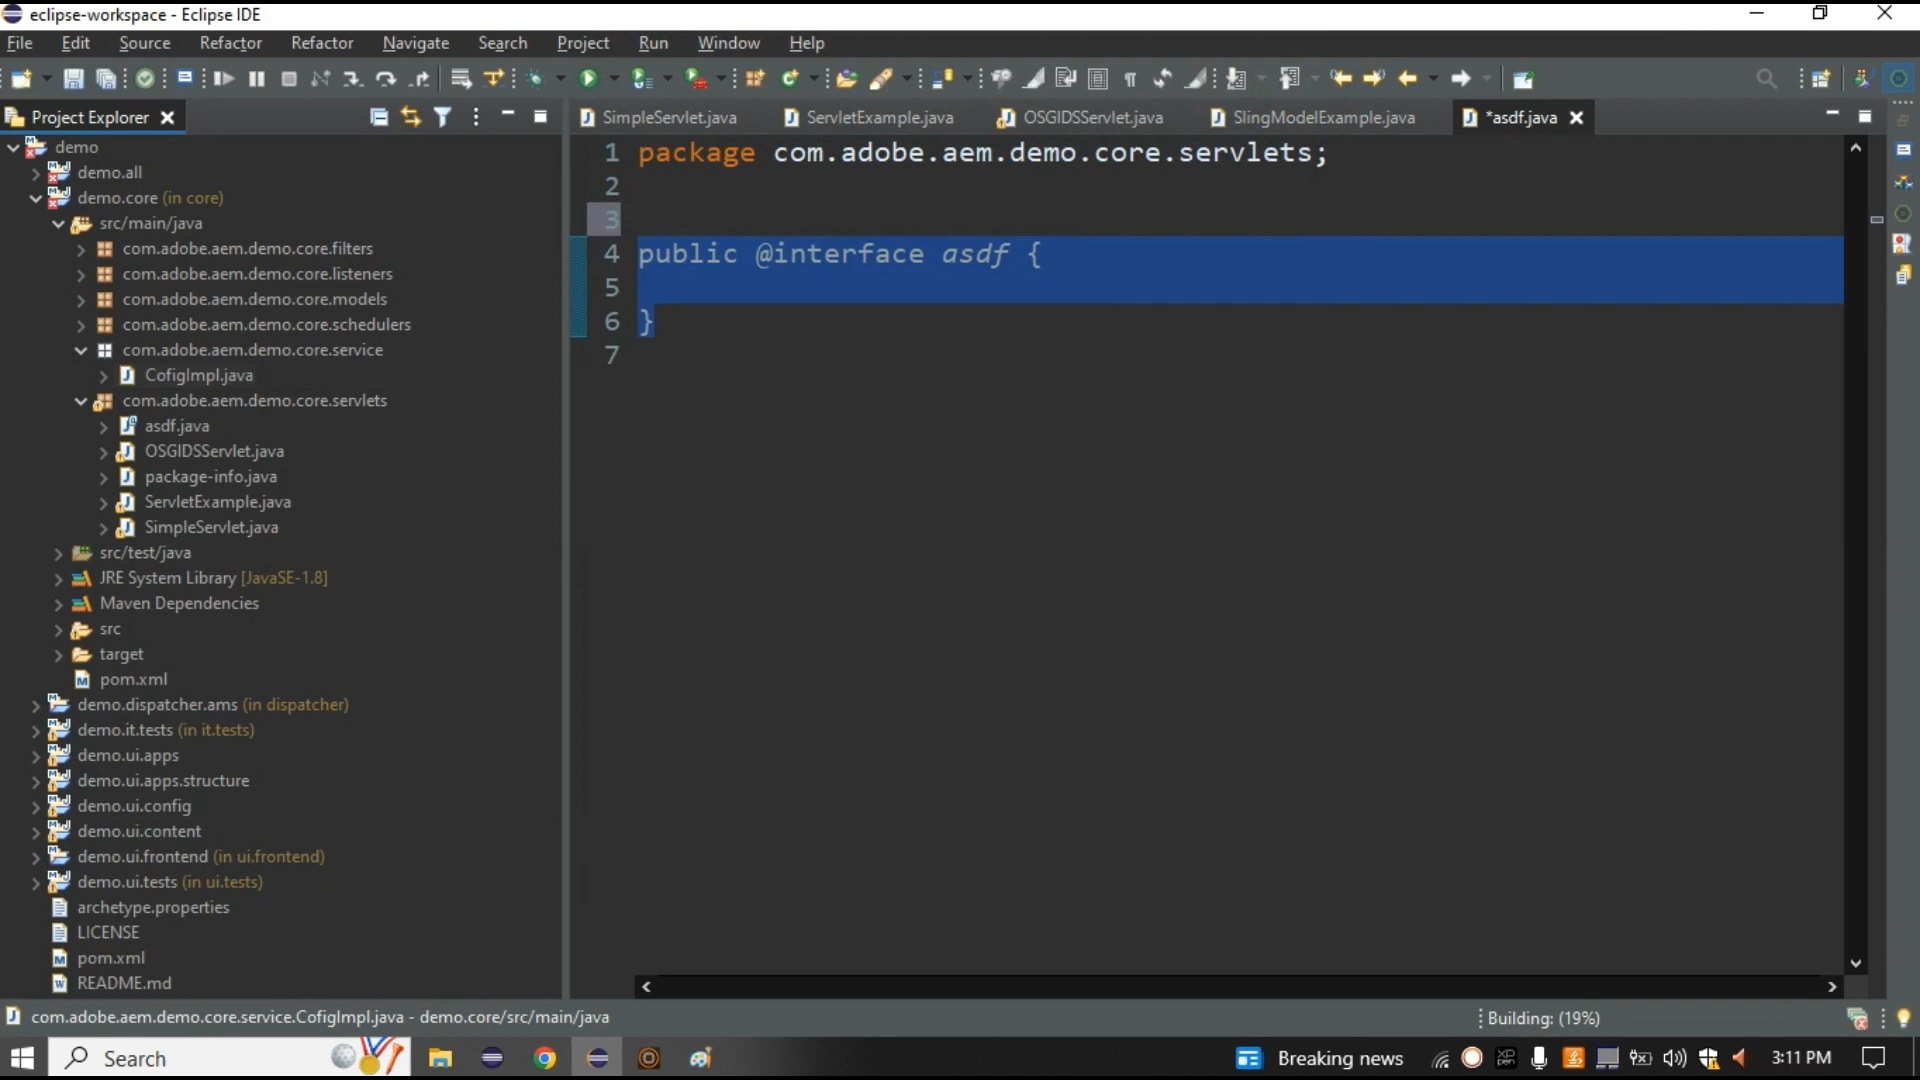 eclipse-workspace - Eclipse IDE
File Edit Source Refactor Refactor Navigate Search Project Run Window Help
Project Explorer
SimpleServlet.java ServletExample.java OSGIDSServlet.java SlingModelExample.java *asdf.java
demo
demo.all
demo.core (in core)
src/main/java
com.adobe.aem.demo.core.filters
com.adobe.aem.demo.core.listeners
com.adobe.aem.demo.core.models
com.adobe.aem.demo.core.schedulers
com.adobe.aem.demo.core.service
CofigImpl.java
com.adobe.aem.demo.core.servlets
asdf.java
OSGIDSServlet.java
package-info.java
ServletExample.java
SimpleServlet.java
src/test/java
JRE System Library [JavaSE-1.8]
Maven Dependencies
src
target
pom.xml
demo.dispatcher.ams (in dispatcher)
demo.it.tests (in it.tests)
demo.ui.apps
demo.ui.apps.structure
demo.ui.config
demo.ui.content
demo.ui.frontend (in ui.frontend)
demo.ui.tests (in ui.tests)
archetype.properties
LICENSE
pom.xml
README.md
1 package com.adobe.aem.demo.core.servlets;
2
3
4 public @interface asdf {
5
6 }
7
com.adobe.aem.demo.core.service.CofigImpl.java - demo.core/src/main/java
Building: (19%)
Search
Breaking news
3:11 PM